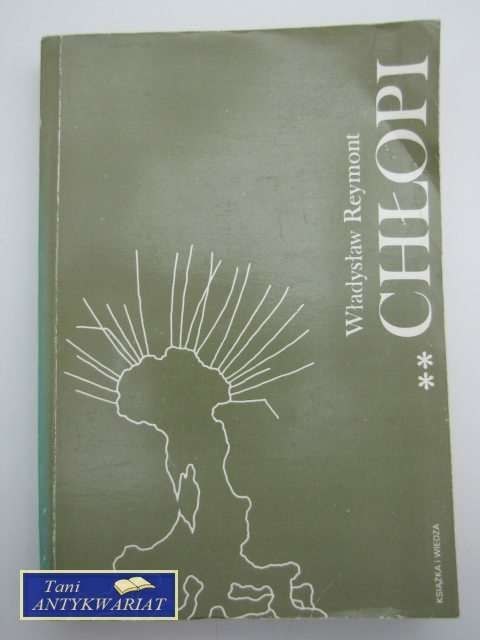 Władysław Reymont
** CHŁOPI
KSIĄŻKA I WIEDZA
Tani
ANTYKWARIAT